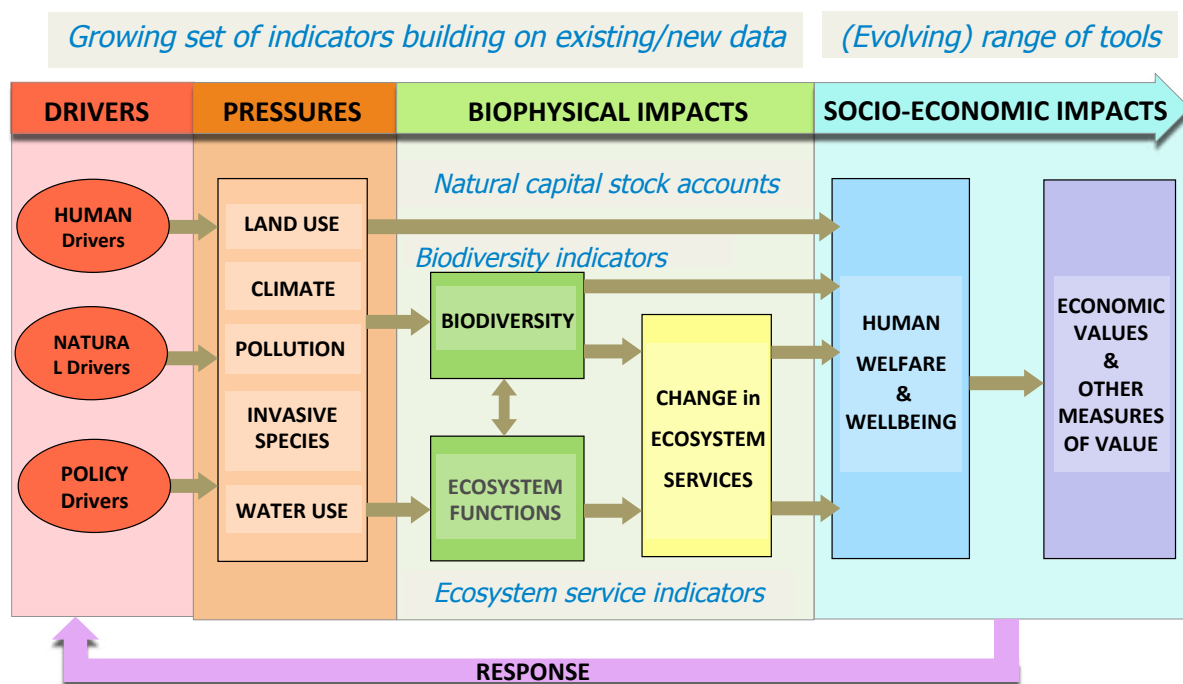 Growing set of indicators building on existing/new data
(Evolving) range of tools
DRIVERS
PRESSURES
BIOPHYSICAL IMPACTS
SOCIO-ECONOMIC IMPACTS
HUMAN
Drivers
NATURA
L Drivers
POLICY
Drivers
LAND USE
CLIMATE
POLLUTION
INVASIVE
SPECIES
WATER USE
Natural capital stock accounts
Biodiversity indicators
BIODIVERSITY
ECOSYSTEM
FUNCTIONS
CHANGE in
ECOSYSTEM
SERVICES
Ecosystem service indicators
HUMAN
WELFARE
&
WELLBEING
ECONOMIC
VALUES
&
OTHER
MEASURES
OF VALUE
RESPONSE